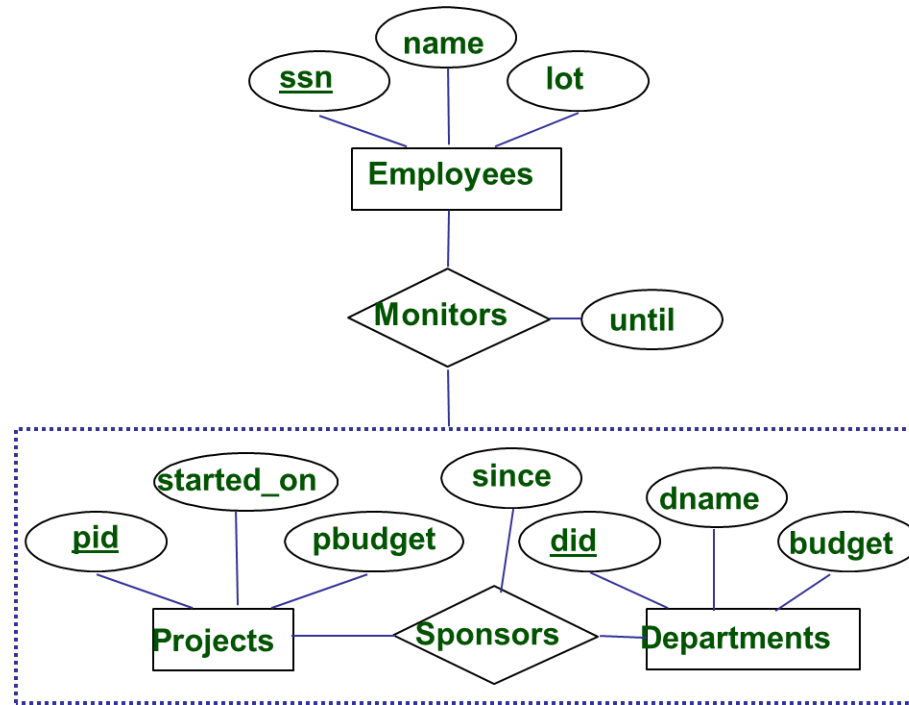 name
ssn
lot
Employees
Monitors
until
started_on
since
dname
pid
pbudget
did
budget
Projects
Sponsors
Departments